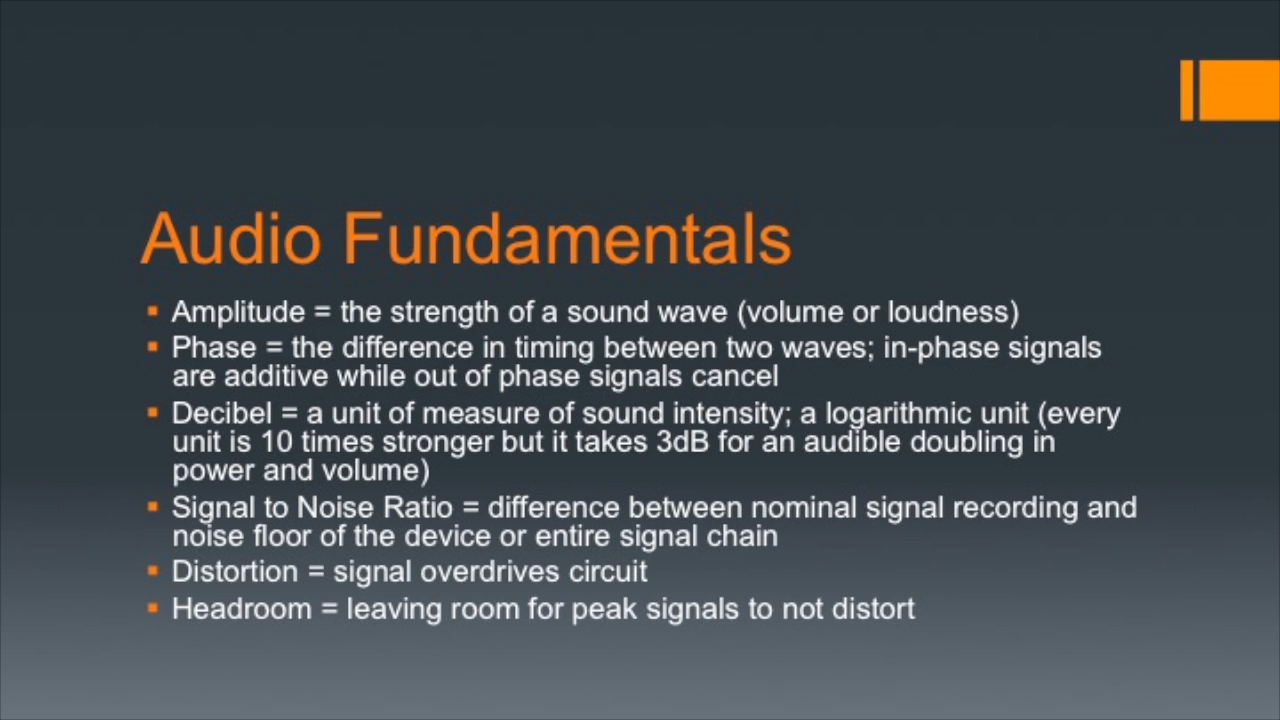 Audio Fundamentals
▪ Amplitude = the strength of a sound wave (volume or loudness)
▪ Phase = the difference in timing between two waves; in-phase signals
are additive while out of phase signals cancel
▪ Decibel = a unit of measure of sound intensity; a logarithmic unit (every
unit is 10 times stronger but it takes 3dB for an audible doubling in
power and volume)
▪ Signal to Noise Ratio = difference between nominal signal recording and
noise floor of the device or entire signal chain
▪ Distortion = signal overdrives circuit
▪ Headroom = leaving room for peak signals to not distort